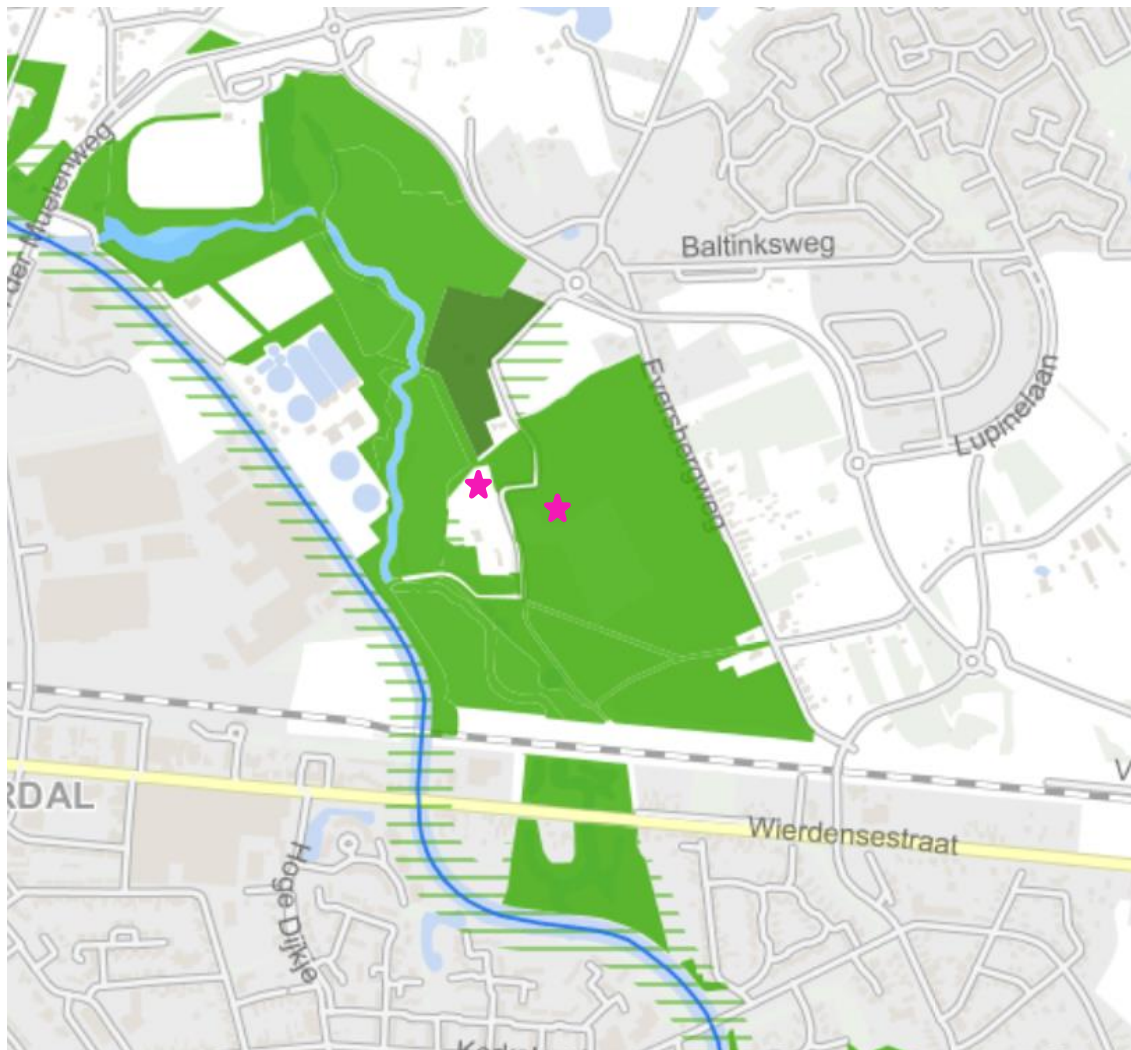 der Muelenweg
Baltinksweg
Eversbergweg
Lupinelaan
RDAL
Wierdensestraat
Hoge Dijkje
V